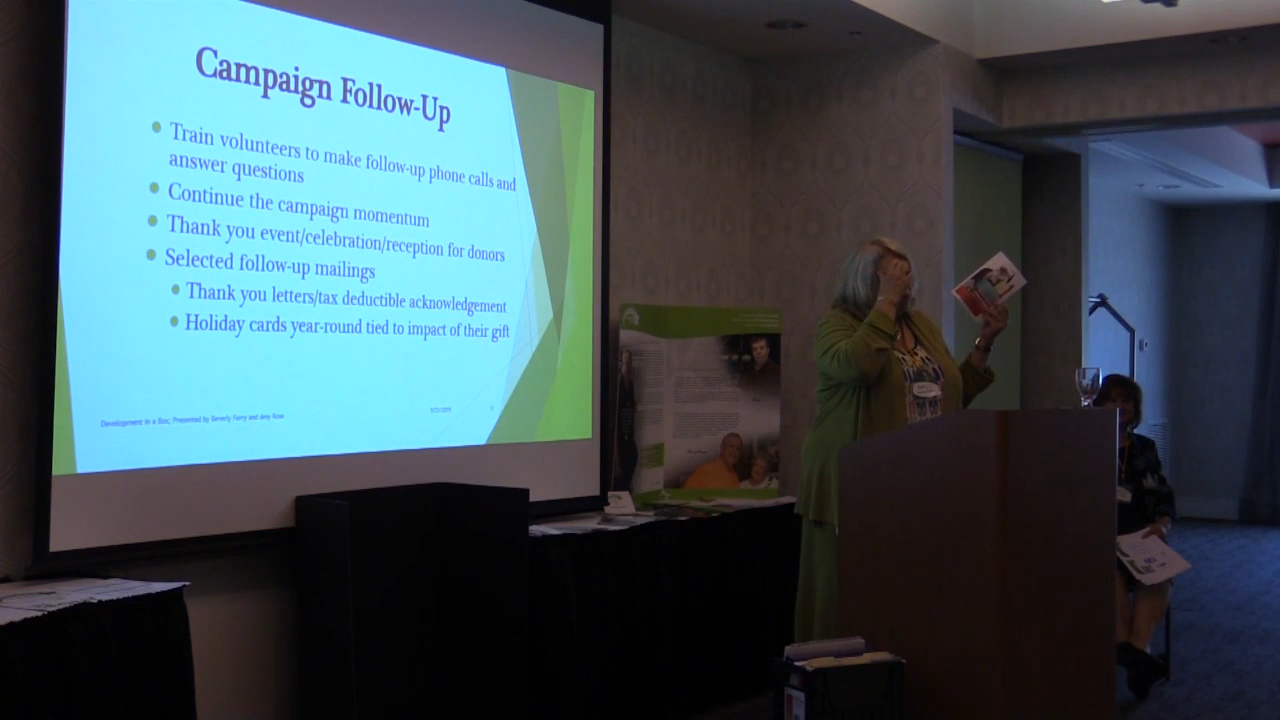 Campaign Follow-Up
Train volunteers to make follow-up phone calls and
answer questions
Continue the campaign momentum
Thank you event/celebration/reception for donors
Selected follow-up mailings
Thank you letters/tax deductible acknowledgement
Holiday cards year-round tied to impact of their gift
Development in a Box; Presented by Beverly Ferry and Amy Rose